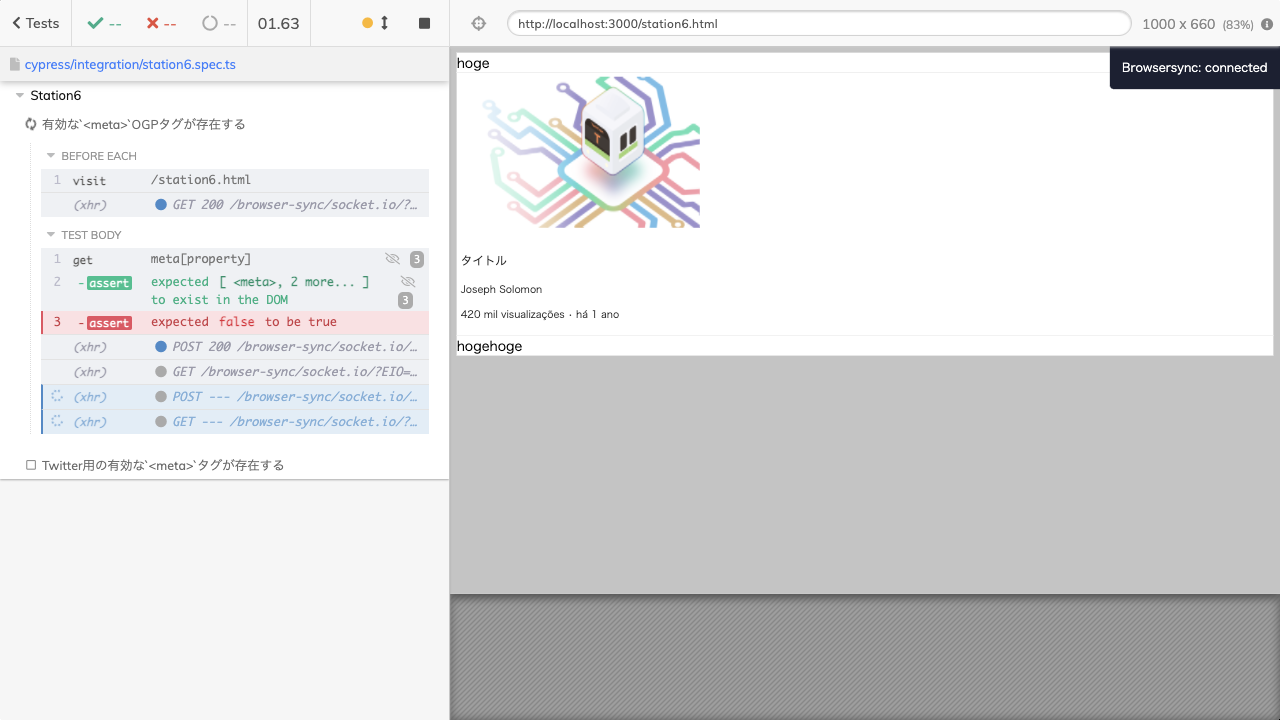 Tests
--
--
--
01.63
http://localhost:3000/station6.html
1000 x 660 (83%)
cypress/integration/station6.spec.ts
Station6
有効な`<meta>`OGPタグが存在する
BEFORE EACH
1 visit /station6.html
(xhr) GET 200 /browser-sync/socket.io/?…
TEST BODY
1 get meta[property] 3
2 -assert expected [ <meta>, 2 more... ]
to exist in the DOM 3
3 -assert expected false to be true
(xhr) POST 200 /browser-sync/socket.io/…
(xhr) GET /browser-sync/socket.io/?EIO=…
(xhr) POST --- /browser-sync/socket.io/…
(xhr) GET --- /browser-sync/socket.io/?…
Twitter用の有効な`<meta>`タグが存在する
hoge
Browsersync: connected
T
タイトル
Joseph Solomon
420 mil visualizações · há 1 ano
hogehoge